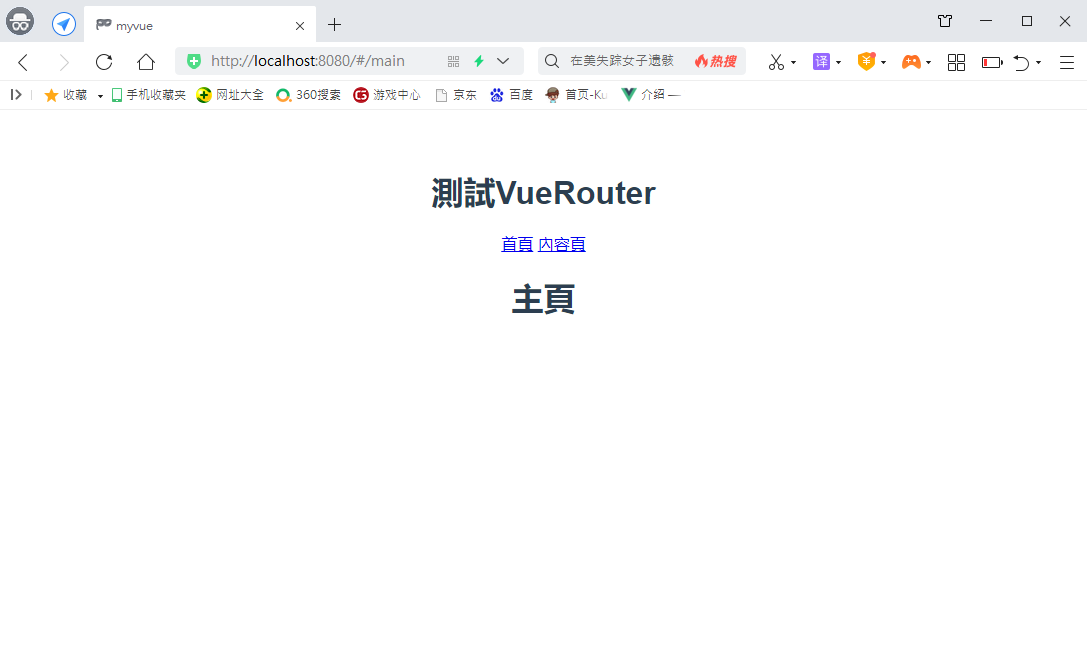 myvue
http://localhost:8080/#/main
在美失踪女子遗骸 热搜
译
收藏 手机收藏夹 网址大全 360搜索 游戏中心 京东 百度 首页-Ku 介绍 —
測試VueRouter
首頁 內容頁
主頁